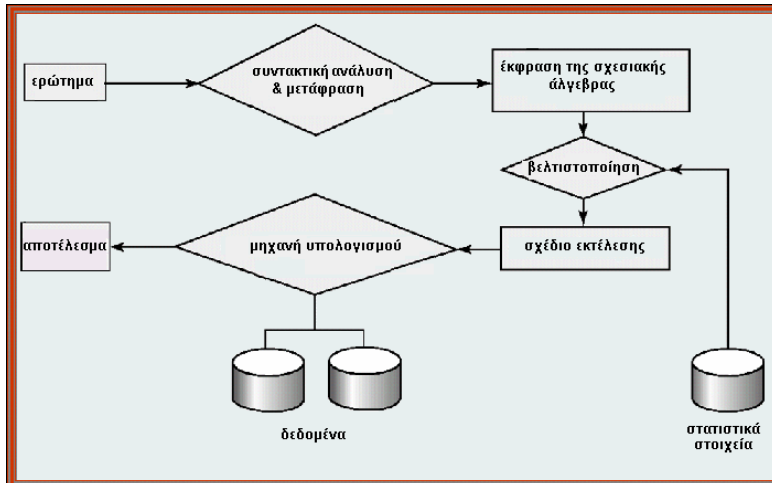 ερώτημα
συντακτική ανάλυση
& μετάφραση
έκφραση της σχεσιακής
άλγεβρας
βελτιστοποίηση
αποτέλεσμα
μηχανή υπολογισμού
σχέδιο εκτέλεσης
δεδομένα
στατιστικά
στοιχεία